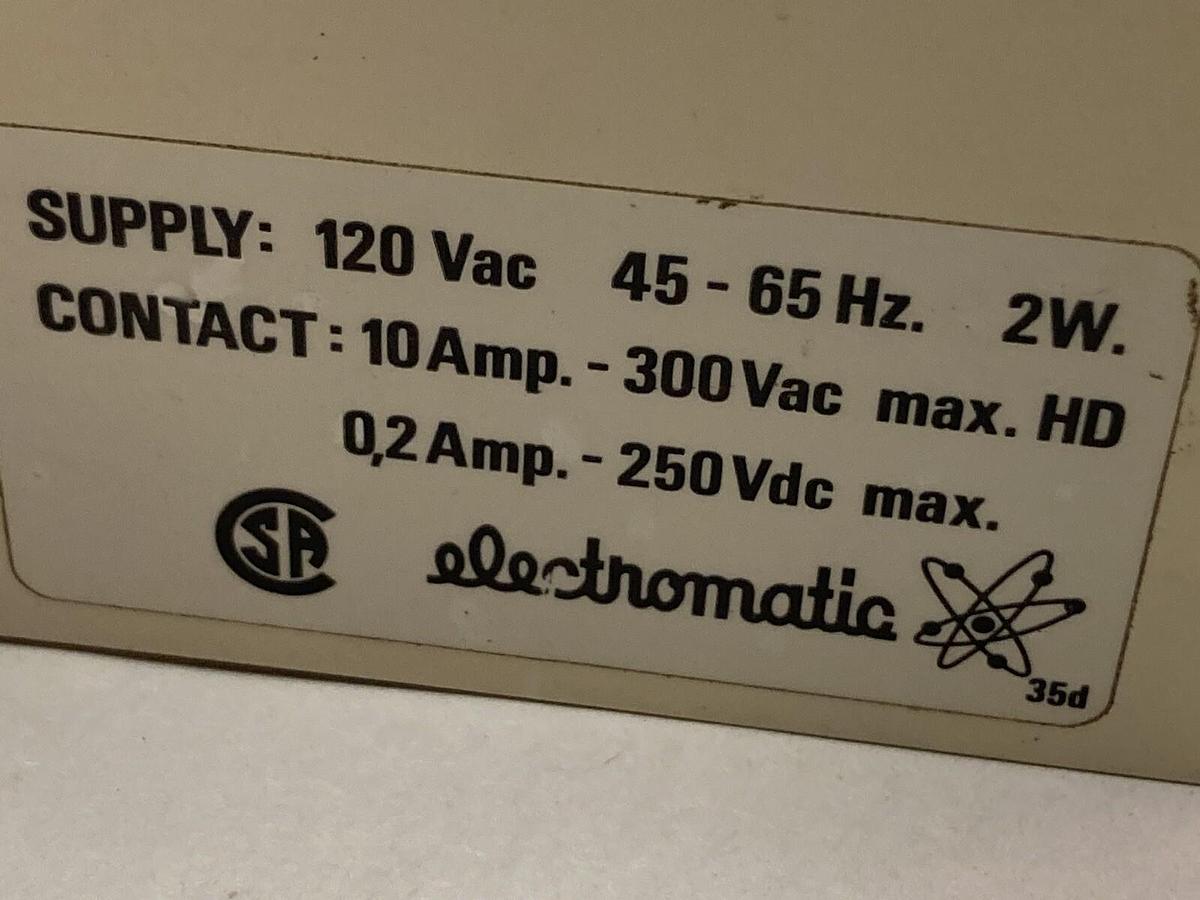 SUPPLY: 120 Vac 45 - 65 Hz. 2W.
CONTACT: 10 Amp. - 300 Vac max. HD
0,2 Amp. - 250 Vdc max.
CSA electromatic
35d